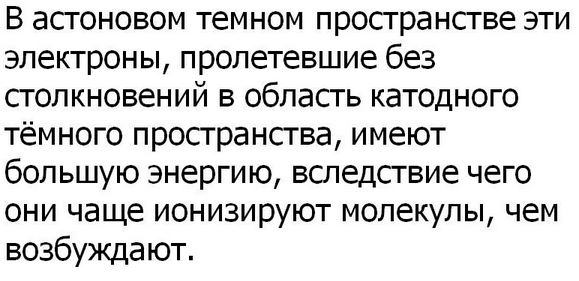 В астоновом темном пространстве эти
электроны, пролетевшие без
столкновений в область катодного
тёмного пространства, имеют
большую энергию, вследствие чего
они чаще ионизируют молекулы, чем
возбуждают.